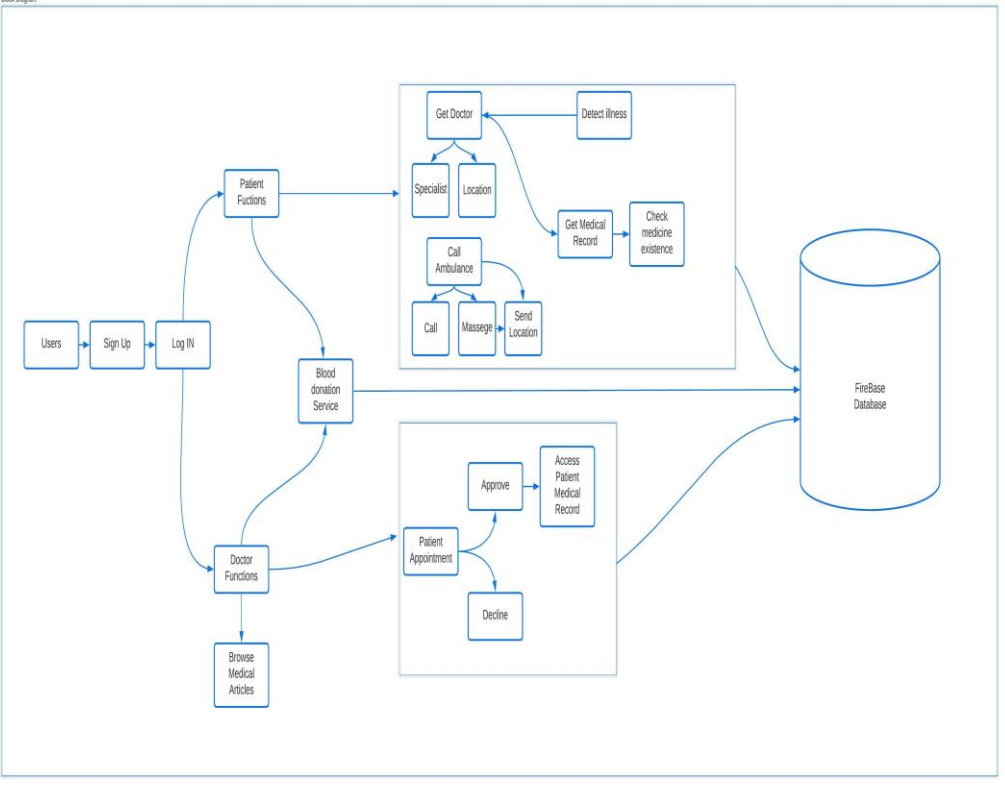 Get Doctor
Detect illness
Patient
Fuctions
Specialist
Location
Get Medical
Record
Check
medicine
existence
Call
Ambulance
Call
Massege
Send
Location
Users
Sign Up
Log IN
Blood
donation
Service
FireBase
Database
Access
Patient
Medical
Record
Approve
Patient
Appointment
Doctor
Functions
Decline
Browse
Medical
Articles